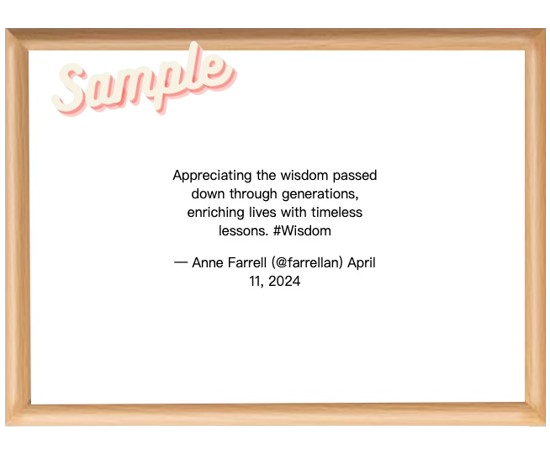 Sample
Appreciating the wisdom passed
down through generations,
enriching lives with timeless
lessons. #Wisdom
— Anne Farrell (@farrellan) April
11, 2024